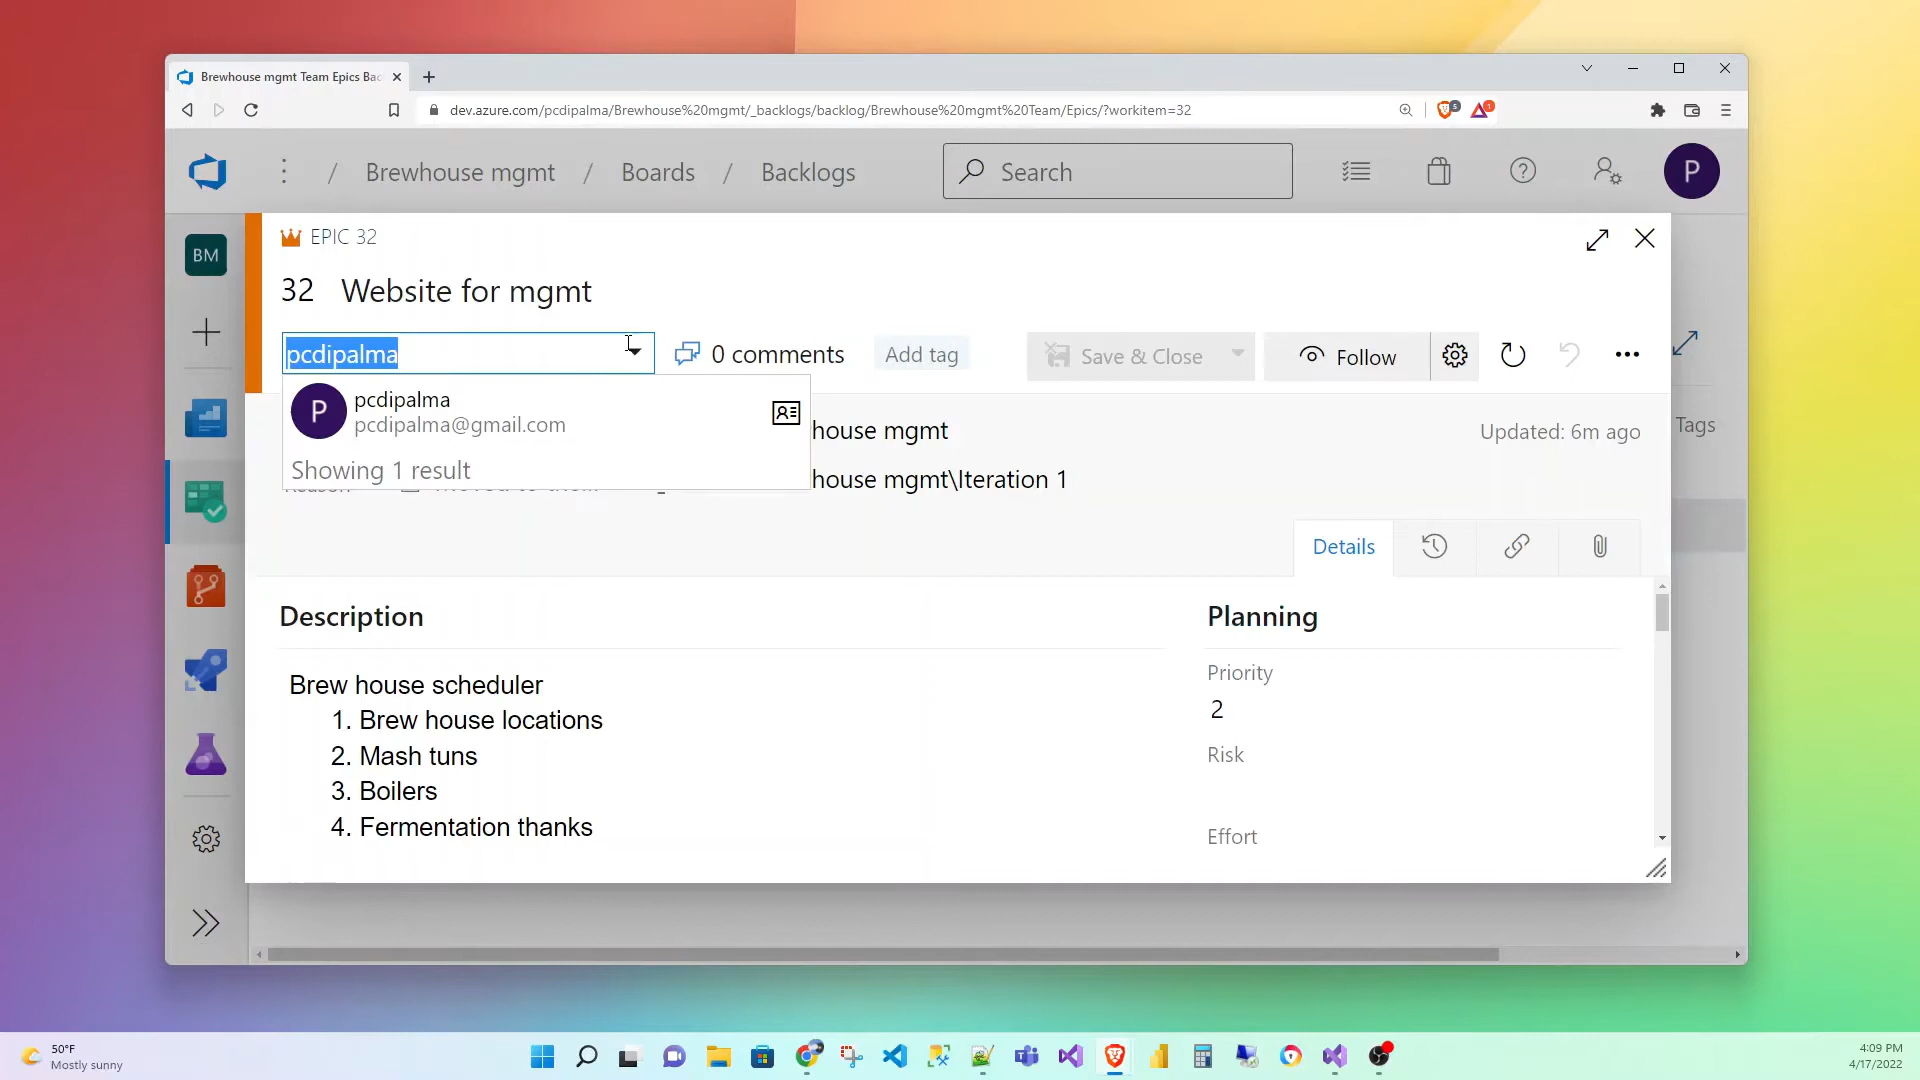 Brewhouse mgmt Team Epics Bac
dev.azure.com/pcdipalma/Brewhouse%20mgmt/_backlogs/backlog/Brewhouse%20mgmt%20Team/Epics/?workitem=32
5
1
/ Brewhouse mgmt / Boards / Backlogs
Search
P
BM
EPIC 32
32 Website for mgmt
pcdipalma
0 comments
Add tag
Save & Close
Follow
P
pcdipalma
pcdipalma@gmail.com
Showing 1 result
house mgmt
Updated: 6m ago
Tags
house mgmt\Iteration 1
Details
Description
Planning
Brew house scheduler
1. Brew house locations
2. Mash tuns
3. Boilers
4. Fermentation thanks
Priority
2
Risk
Effort
50°F
Mostly sunny
4:09 PM
4/17/2022